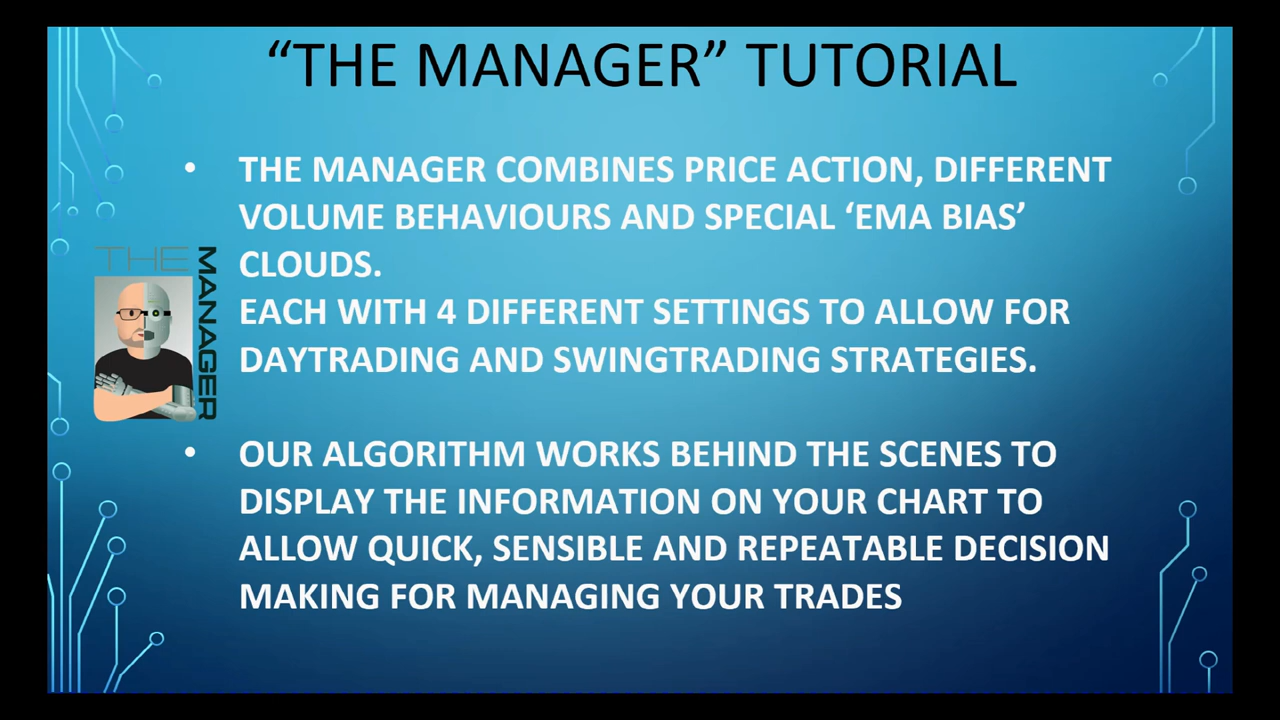 “THE MANAGER” TUTORIAL
• THE MANAGER COMBINES PRICE ACTION, DIFFERENT
VOLUME BEHAVIOURS AND SPECIAL ‘EMA BIAS’
CLOUDS.
EACH WITH 4 DIFFERENT SETTINGS TO ALLOW FOR
DAYTRADING AND SWINGTRADING STRATEGIES.
THE
MANAGER
• OUR ALGORITHM WORKS BEHIND THE SCENES TO
DISPLAY THE INFORMATION ON YOUR CHART TO
ALLOW QUICK, SENSIBLE AND REPEATABLE DECISION
MAKING FOR MANAGING YOUR TRADES